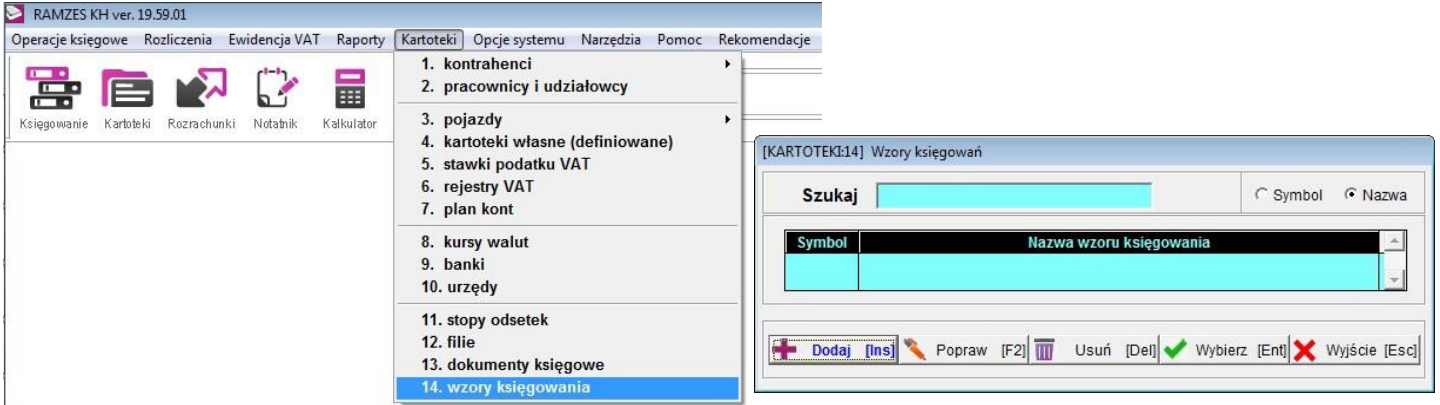 RAMZES KH ver. 19.59.01
Operacje księgowe Rozliczenia Ewidencja VAT Raporty Kartoteki Opcje systemu Narzędzia Pomoc Rekomendacje
Księgowanie Kartoteki Rozrachunki Notatnik Kalkulator
1. kontrahenci
2. pracownicy i udziałowcy
3. pojazdy
4. kartoteki własne (definiowane)
5. stawki podatku VAT
6. rejestry VAT
7. plan kont
8. kursy walut
9. banki
10. urzędy
11. stopy odsetek
12. filie
13. dokumenty księgowe
14. wzory księgowania
[KARTOTEKI:14] Wzory księgowań
Szukaj Symbol Nazwa
Symbol Nazwa wzoru księgowania
Dodaj [Ins] Popraw [F2] Usuń [Del] Wybierz [Ent] Wyjście [Esc]